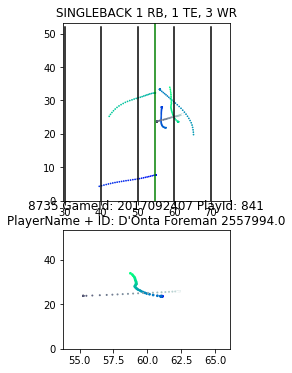 SINGLEBACK 1 RB, 1 TE, 3 WR
50
40
30
20
10
0
30 40 50 60 70
8735 GameId: 2017092407 PlayId: 841
PlayerName + ID: D'Onta Foreman 2557994.0
40
20
0
55.0 57.5 60.0 62.5 65.0